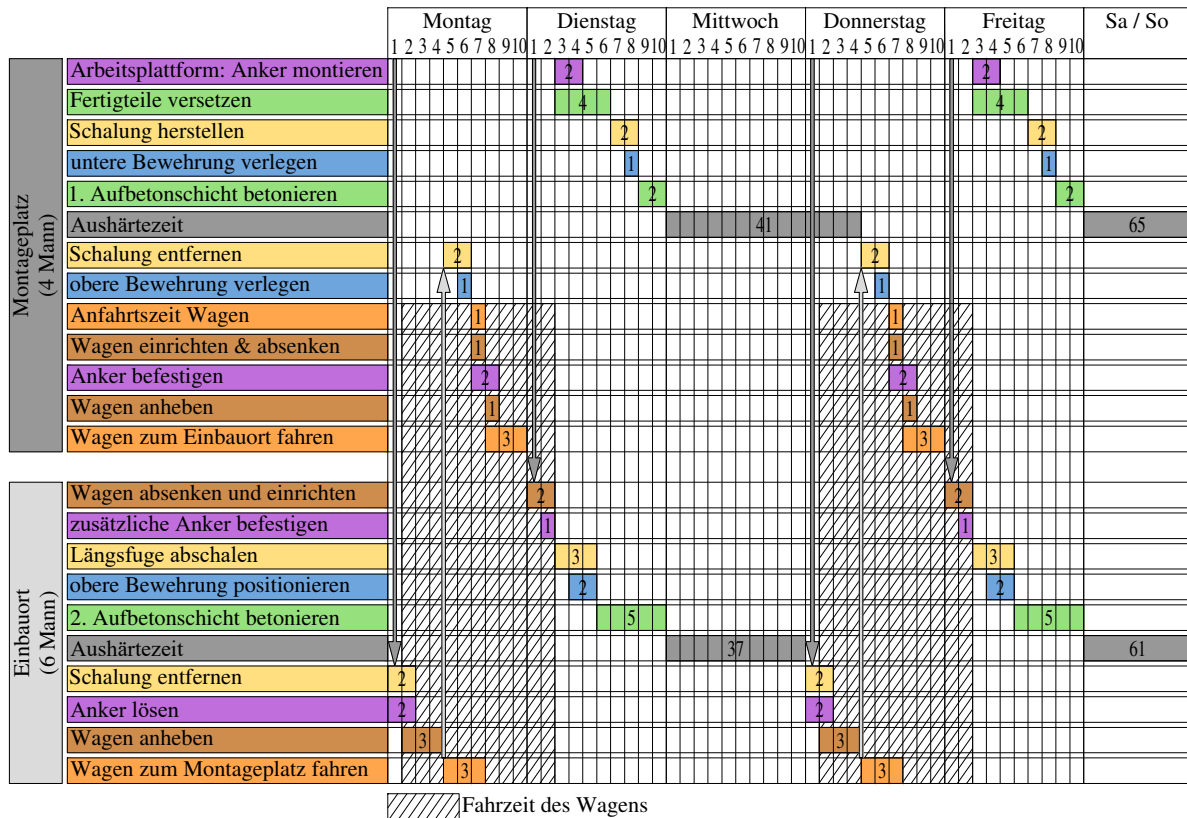 Montag Dienstag Mittwoch Donnerstag Freitag Sa / So
1 2 3 4 5 6 7 8 9 10 1 2 3 4 5 6 7 8 9 10 1 2 3 4 5 6 7 8 9 10 1 2 3 4 5 6 7 8 9 10 1 2 3 4 5 6 7 8 9 10
Montageplatz
(4 Mann)
Arbeitsplattform: Anker montieren 2 2
Fertigteile versetzen 4 4
Schalung herstellen 2 2
untere Bewehrung verlegen 1 1
1. Aufbetonschicht betonieren 2 2
Aushärtezeit 41 65
Schalung entfernen 2 2
obere Bewehrung verlegen 1 1
Anfahrtszeit Wagen 1 1
Wagen einrichten & absenken 1 1
Anker befestigen 2 2
Wagen anheben 1 1
Wagen zum Einbauort fahren 3 3
Einbauort
(6 Mann)
Wagen absenken und einrichten 2 2
zusätzliche Anker befestigen 1 1
Längsfuge abschalen 3 3
obere Bewehrung positionieren 2 2
2. Aufbetonschicht betonieren 5 5
Aushärtezeit 37 61
Schalung entfernen 2 2
Anker lösen 2 2
Wagen anheben 3 3
Wagen zum Montageplatz fahren 3 3
Fahrzeit des Wagens